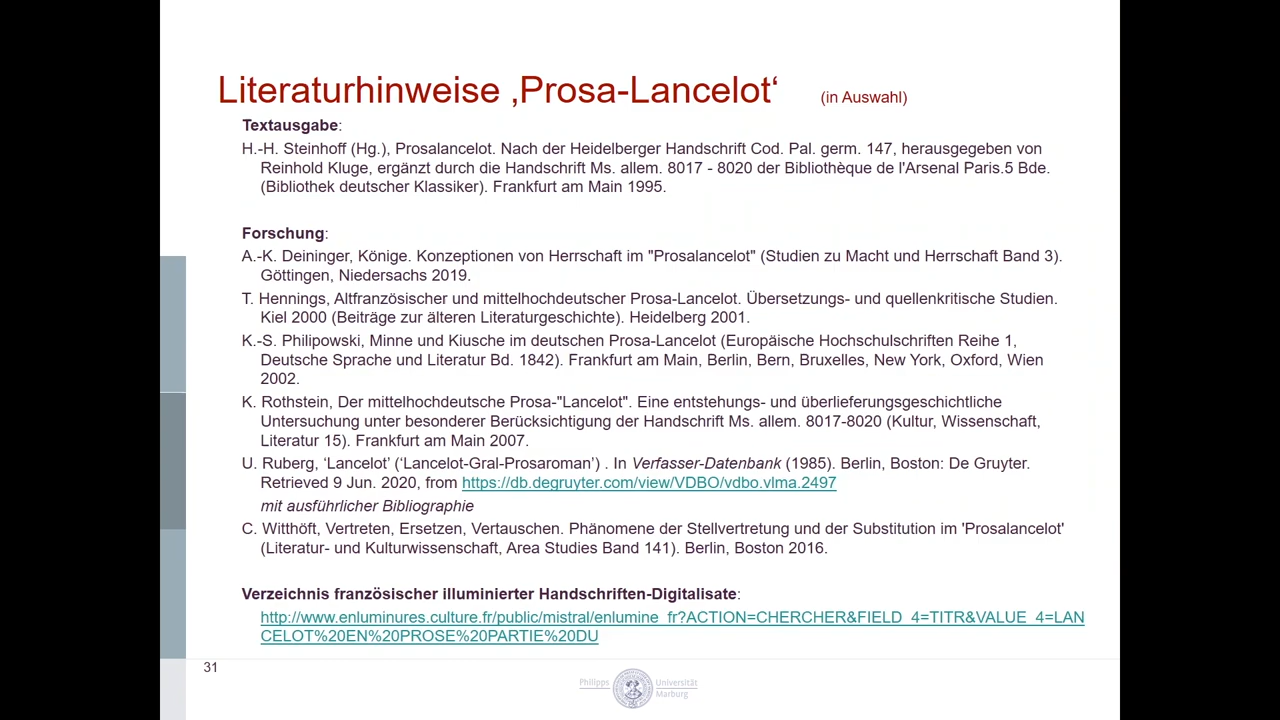 Literaturhinweise ‚Prosa-Lancelot‘ (in Auswahl)
Textausgabe:
H.-H. Steinhoff (Hg.), Prosalancelot. Nach der Heidelberger Handschrift Cod. Pal. germ. 147, herausgegeben von
Reinhold Kluge, ergänzt durch die Handschrift Ms. allem. 8017 - 8020 der Bibliothèque de l'Arsenal Paris.5 Bde.
(Bibliothek deutscher Klassiker). Frankfurt am Main 1995.
Forschung:
A.-K. Deininger, Könige. Konzeptionen von Herrschaft im "Prosalancelot" (Studien zu Macht und Herrschaft Band 3).
Göttingen, Niedersachs 2019.
T. Hennings, Altfranzösischer und mittelhochdeutscher Prosa-Lancelot. Übersetzungs- und quellenkritische Studien.
Kiel 2000 (Beiträge zur älteren Literaturgeschichte). Heidelberg 2001.
K.-S. Philipowski, Minne und Kiusche im deutschen Prosa-Lancelot (Europäische Hochschulschriften Reihe 1,
Deutsche Sprache und Literatur Bd. 1842). Frankfurt am Main, Berlin, Bern, Bruxelles, New York, Oxford, Wien
2002.
K. Rothstein, Der mittelhochdeutsche Prosa-"Lancelot". Eine entstehungs- und überlieferungsgeschichtliche
Untersuchung unter besonderer Berücksichtigung der Handschrift Ms. allem. 8017-8020 (Kultur, Wissenschaft,
Literatur 15). Frankfurt am Main 2007.
U. Ruberg, ‘Lancelot’ (‘Lancelot-Gral-Prosaroman’) . In Verfasser-Datenbank (1985). Berlin, Boston: De Gruyter.
Retrieved 9 Jun. 2020, from https://db.degruyter.com/view/VDBO/vdbo.vlma.2497
mit ausführlicher Bibliographie
C. Witthöft, Vertreten, Ersetzen, Vertauschen. Phänomene der Stellvertretung und der Substitution im 'Prosalancelot'
(Literatur- und Kulturwissenschaft, Area Studies Band 141). Berlin, Boston 2016.
Verzeichnis französischer illuminierter Handschriften-Digitalisate:
http://www.enluminures.culture.fr/public/mistral/enlumine_fr?ACTION=CHERCHER&FIELD_4=TITR&VALUE_4=LAN
CELOT%20EN%20PROSE%20PARTIE%20DU
31
Philipps Universität
Marburg